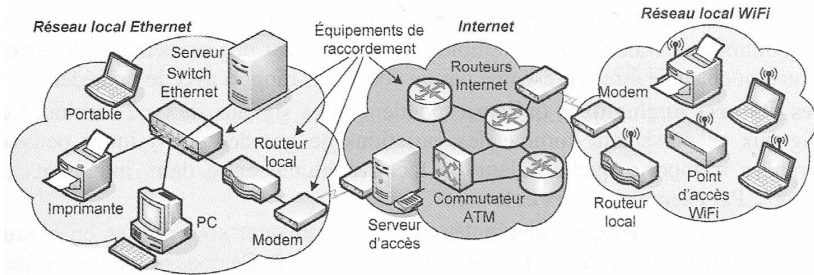 Réseau local Ethernet
Serveur
Switch
Ethernet
Portable
Imprimante
PC
Routeur
local
Modem
Équipements de
raccordement
Internet
Routeurs
Internet
Serveur
d'accès
Commutateur
ATM
Réseau local WiFi
Modem
Routeur
local
Point
d'accès
WiFi